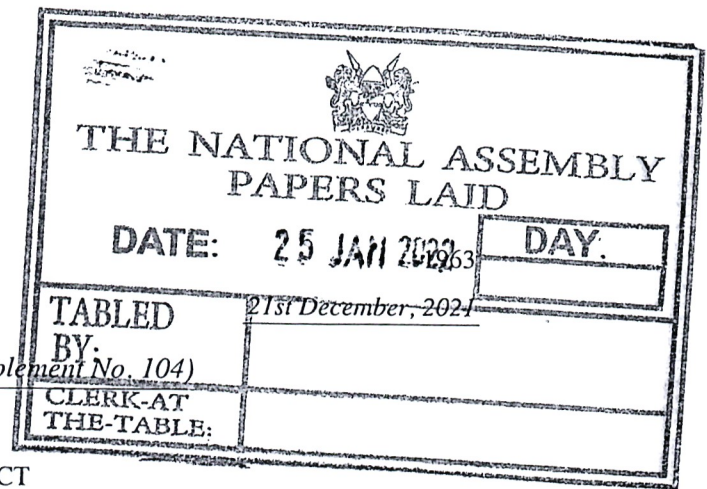 THE NATIONAL ASSEMBLY
PAPERS LAID
DATE: 25 JAN 2022 DAY:
1963
21st December, 2021
TABLED
BY:
plement No. 104)
CLERK-AT
THE-TABLE:
CT